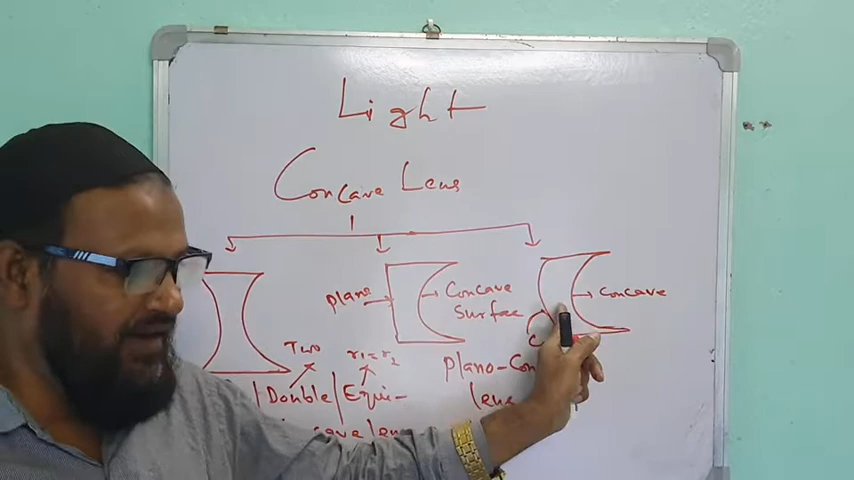 Light
Concave Lens
plane
Concave
Surface
Concave
Two
r₁=r₂
Plano-
Double/Equi-
Lens